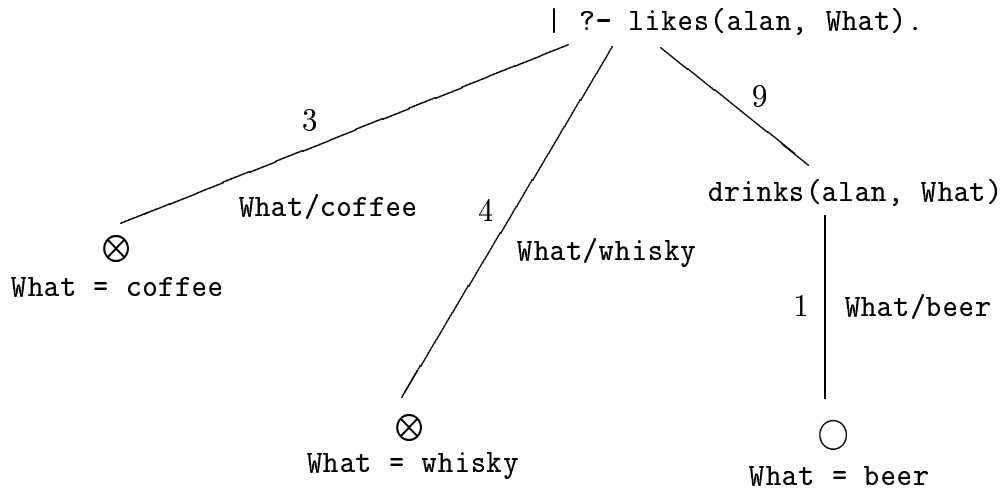 | ?- likes(alan, What).
9
3
drinks(alan, What)
What/coffee
4
What/whisky
What = coffee
1
What/beer
What = whisky
What = beer